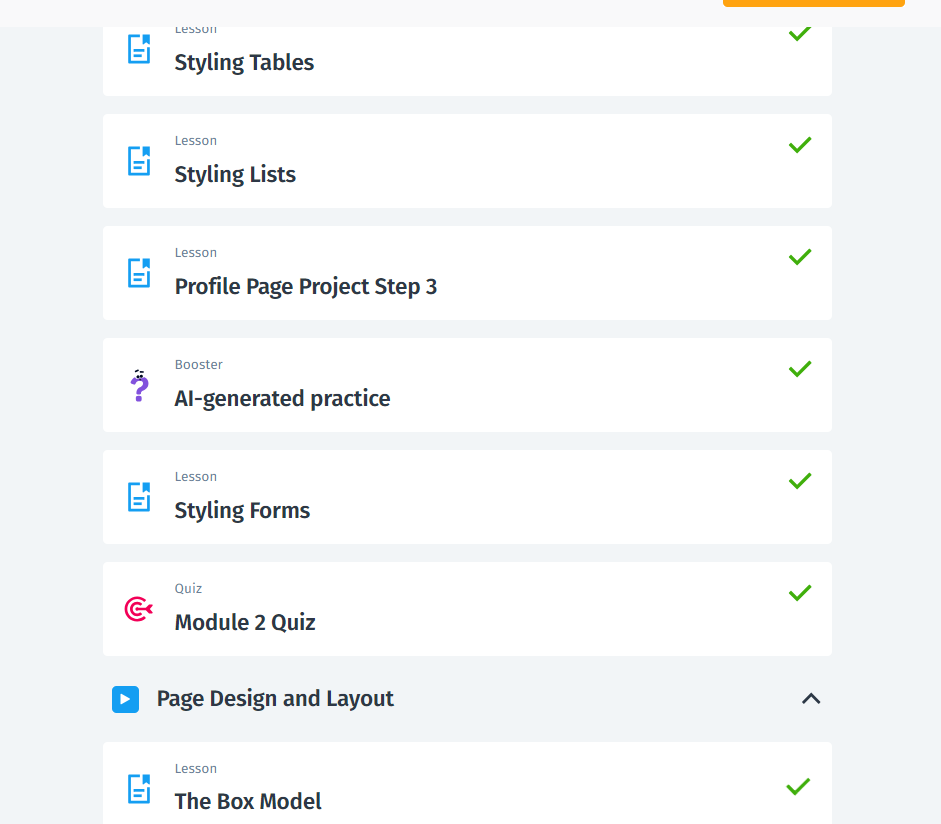 Lesson
Styling Tables
Lesson
Styling Lists
Lesson
Profile Page Project Step 3
Booster
AI-generated practice
Lesson
Styling Forms
Quiz
Module 2 Quiz
Page Design and Layout
Lesson
The Box Model